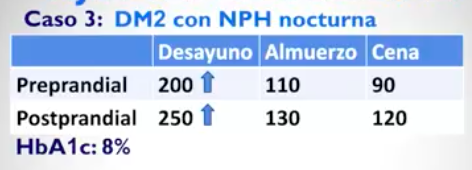 Caso 3: DM2 con NPH nocturna
Desayuno Almuerzo Cena
Preprandial 200 110 90
Postprandial 250 130 120
HbA1c: 8%